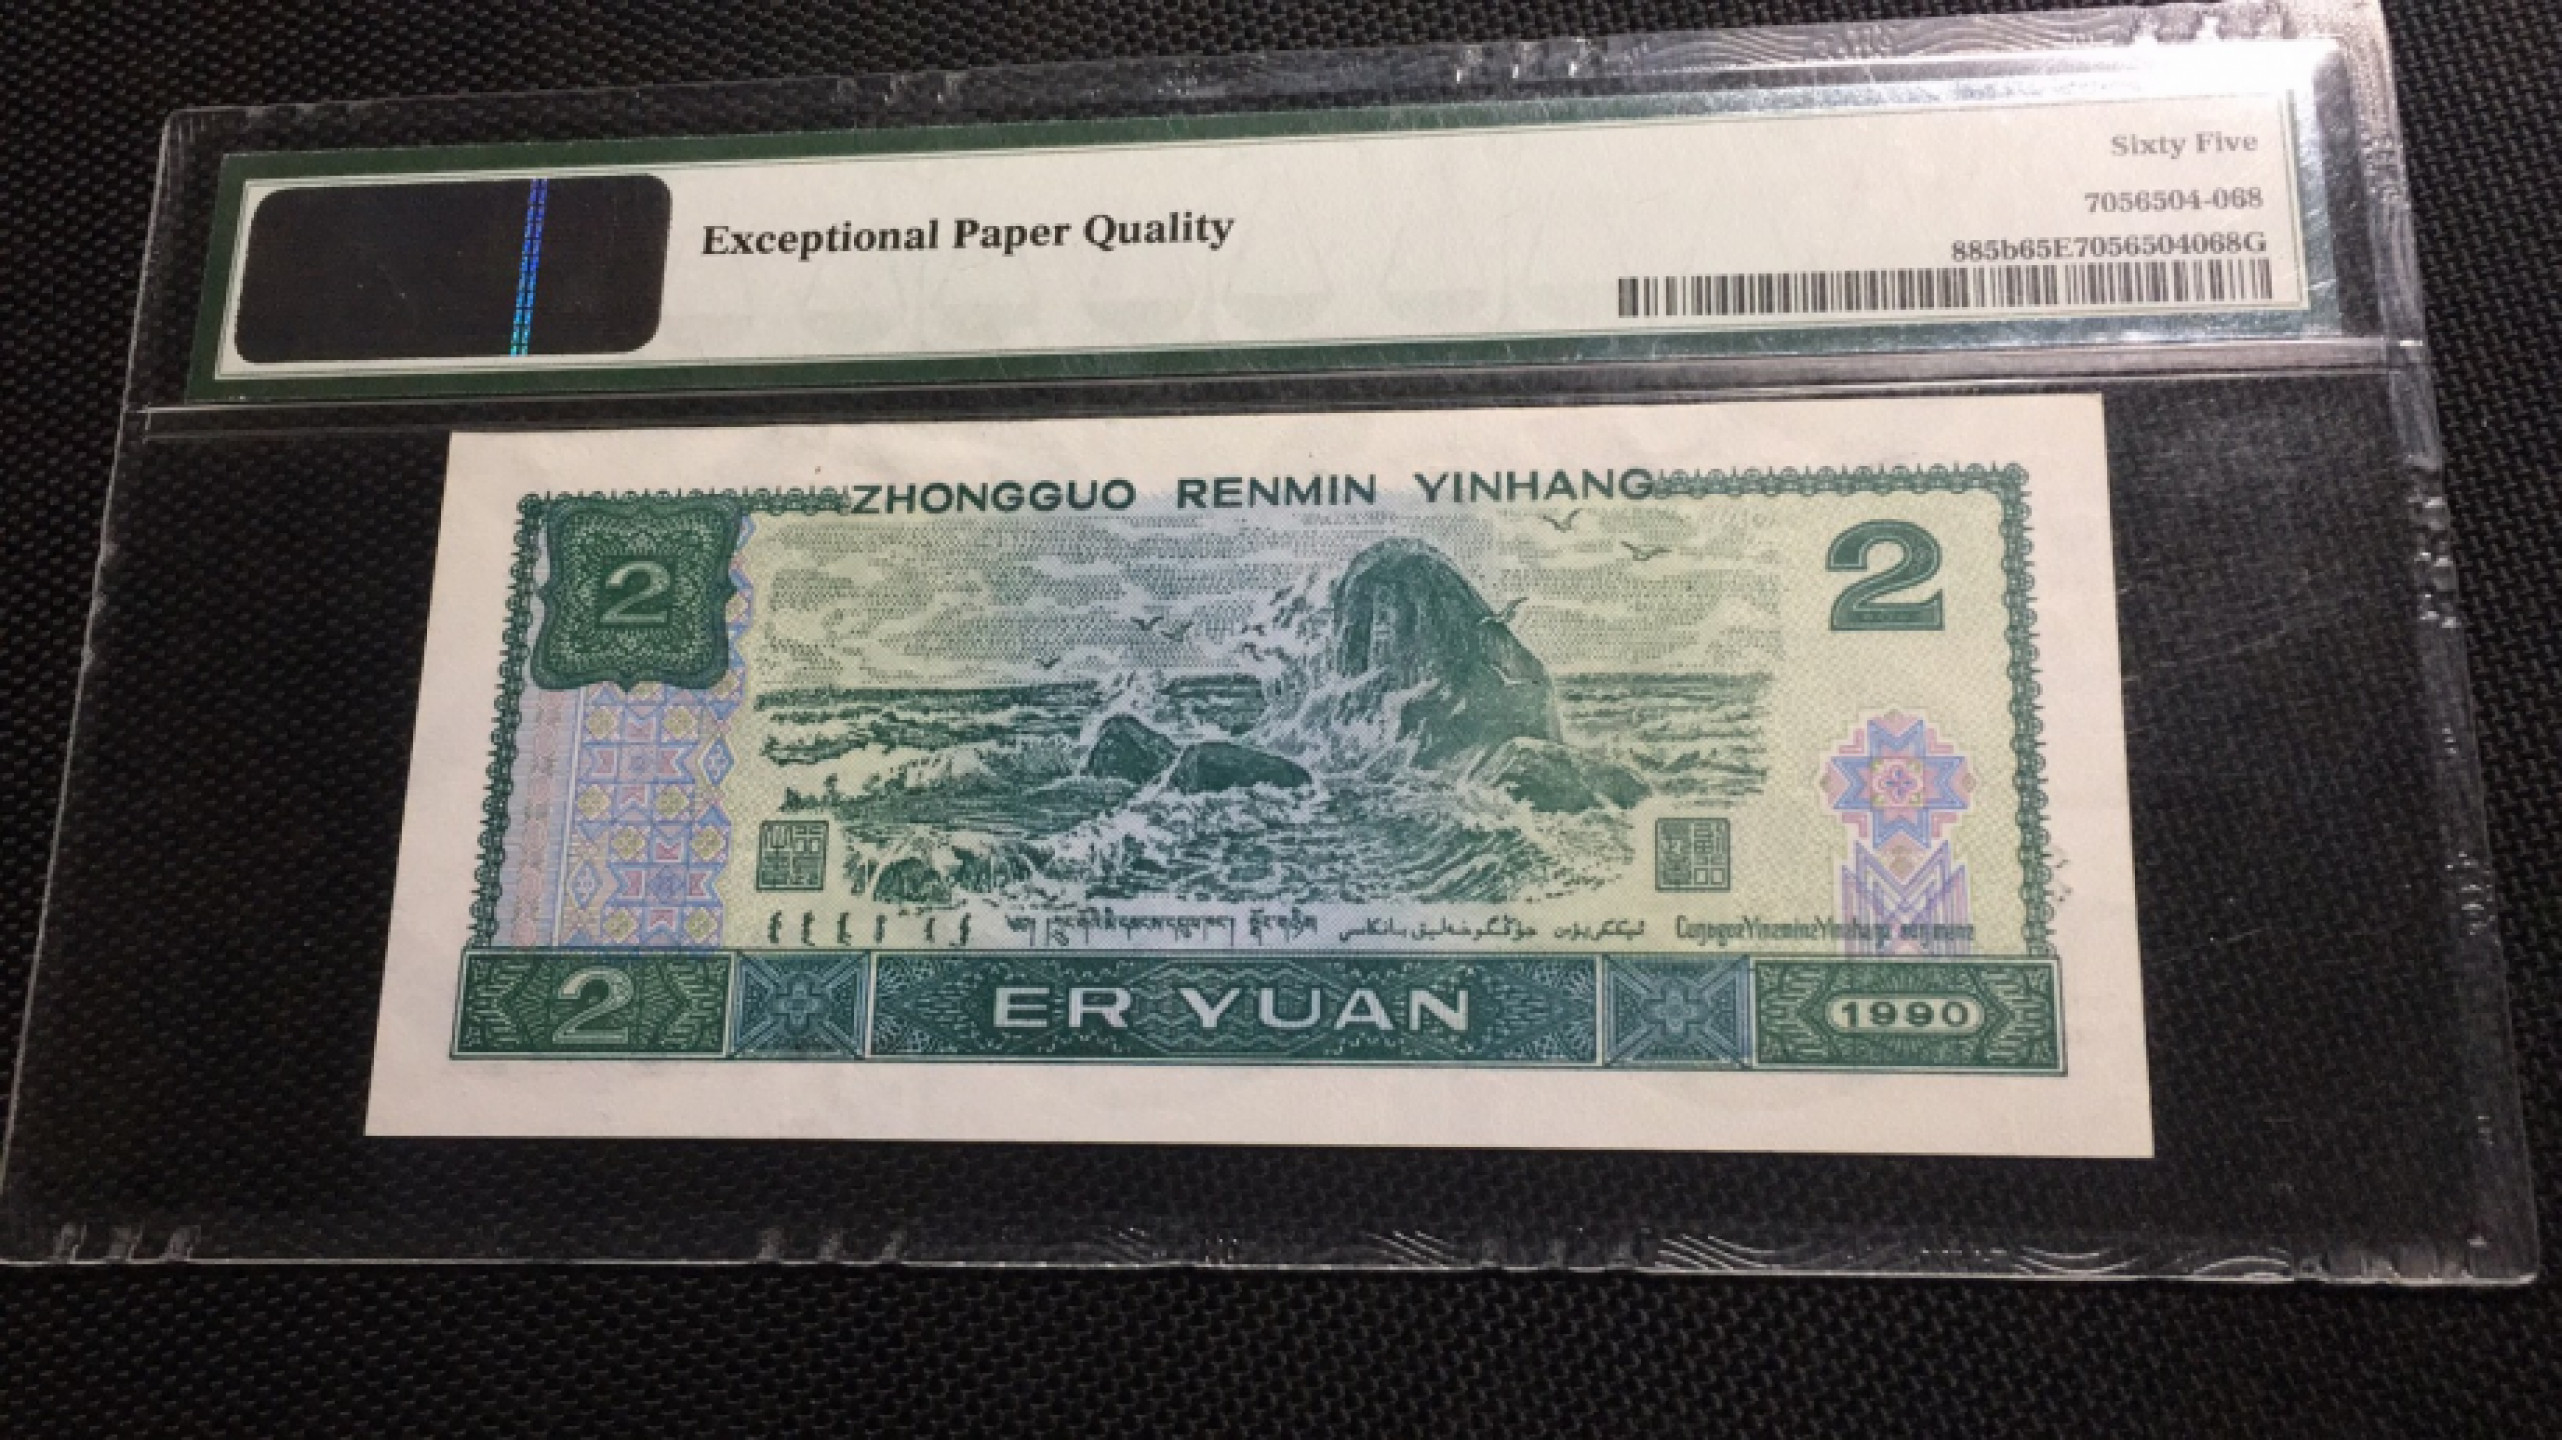 Sixty Five
7056504-068
Exceptional Paper Quality
885b65E7056504068G
ZHONGGUO RENMIN YINHANG
2
2
2
ER YUAN
1990